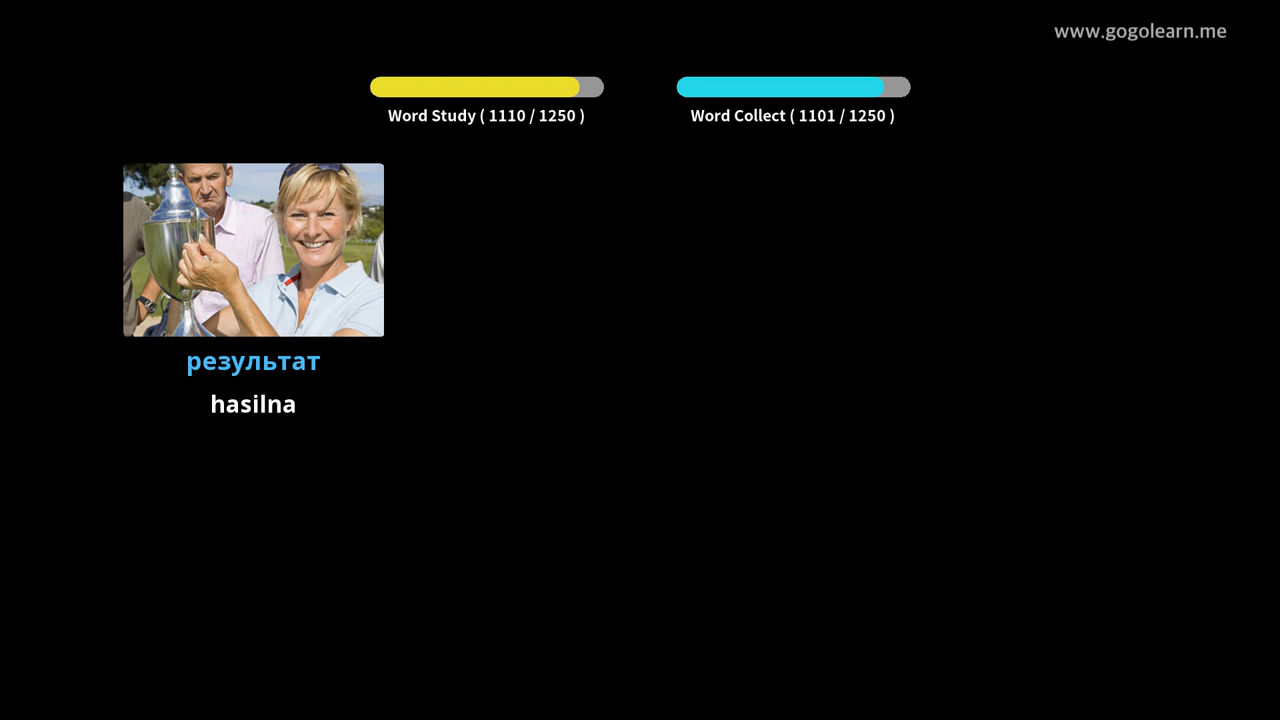 www.gogolearn.me
Word Study ( 1110 / 1250 )
Word Collect ( 1101 / 1250 )
результат
hasilna